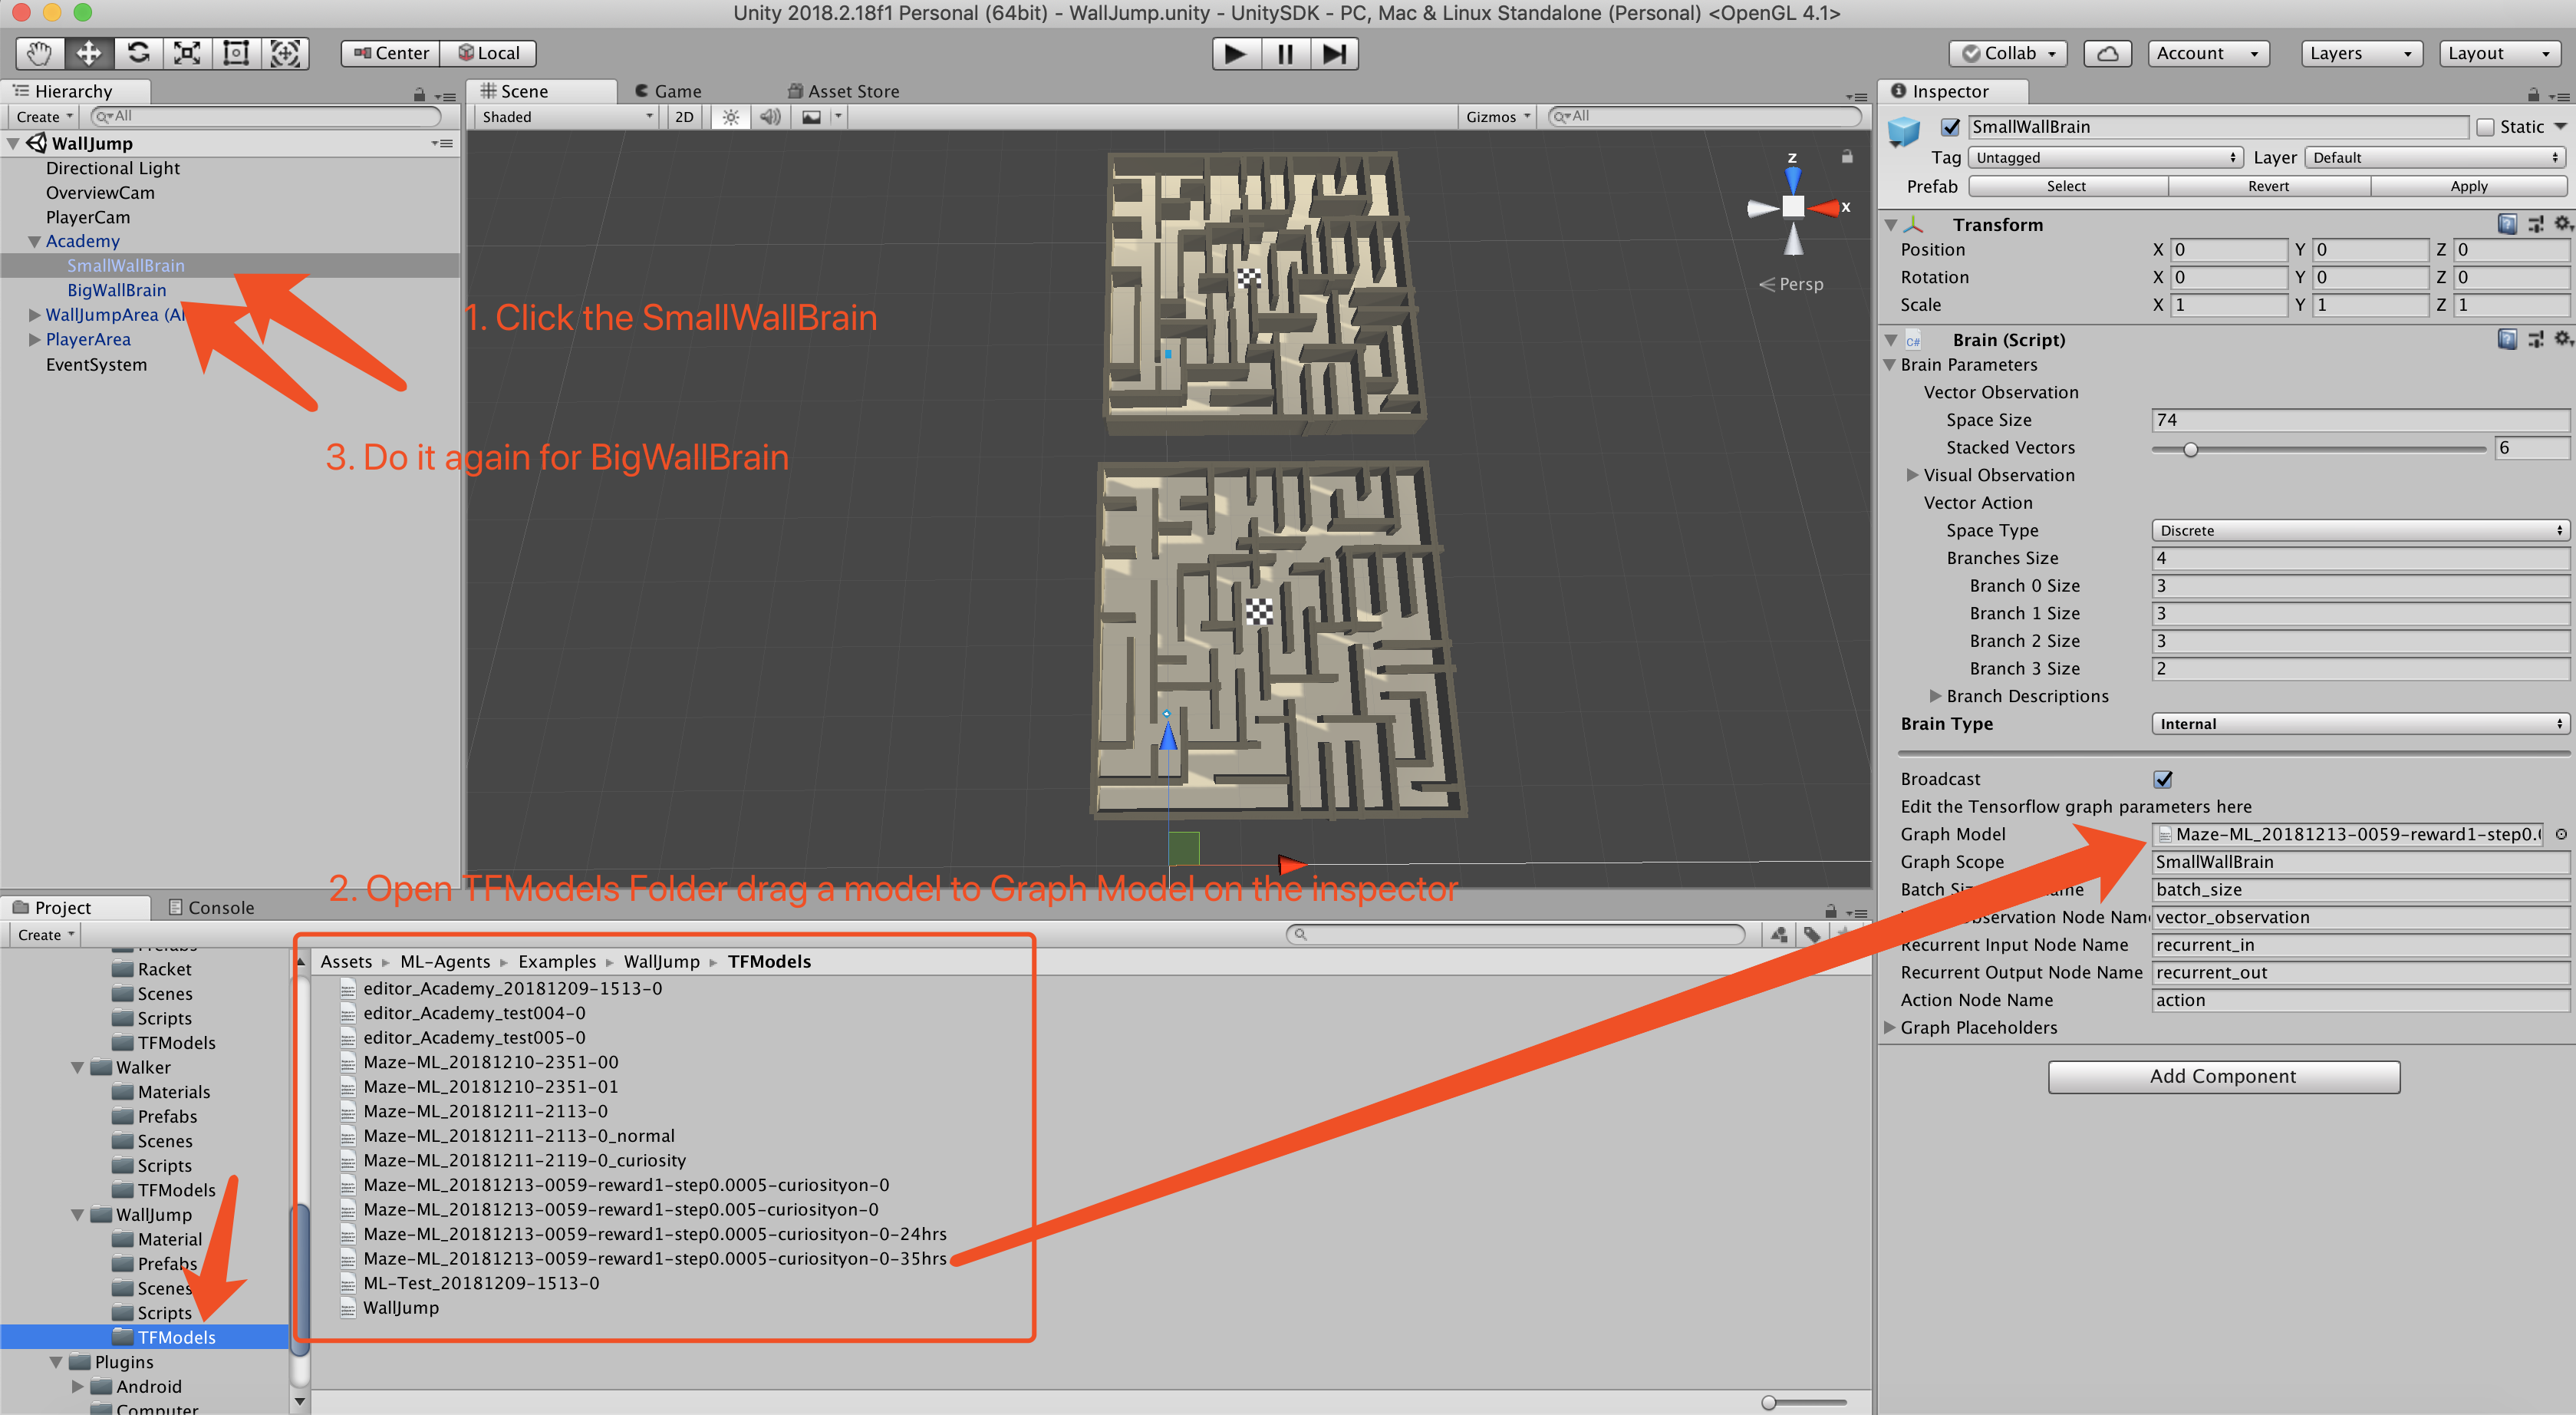 Unity 2018.2.18f1 Personal (64bit) - WallJump.unity - UnitySDK - PC, Mac & Linux Standalone (Personal) <OpenGL 4.1>
Center Local Collab Account Layers Layout
Hierarchy
Create All
WallJump
Directional Light
OverviewCam
PlayerCam
Academy
SmallWallBrain
BigWallBrain
WallJumpArea (A
PlayerArea
EventSystem
Scene Game Asset Store
Shaded 2D Gizmos All
z
x
Persp
1. Click the SmallWallBrain
3. Do it again for BigWallBrain
2. Open TFModels Folder drag a model to Graph Model on the inspector
Inspector
SmallWallBrain Static
Tag Untagged Layer Default
Prefab Select Revert Apply
Transform
Position X 0 Y 0 Z 0
Rotation X 0 Y 0 Z 0
Scale X 1 Y 1 Z 1
C# Brain (Script)
Brain Parameters
Vector Observation
Space Size 74
Stacked Vectors 6
Visual Observation
Vector Action
Space Type Discrete
Branches Size 4
Branch 0 Size 3
Branch 1 Size 3
Branch 2 Size 3
Branch 3 Size 2
Branch Descriptions
Brain Type Internal
Broadcast
Edit the Tensorflow graph parameters here
Graph Model Maze-ML_20181213-0059-reward1-step0.
Graph Scope SmallWallBrain
Batch batch_size
Observation Node Nam vector_observation
Recurrent Input Node Name recurrent_in
Recurrent Output Node Name recurrent_out
Action Node Name action
Graph Placeholders
Add Component
Project Console
Create
Prefabs
Racket
Scenes
Scripts
TFModels
Walker
Materials
Prefabs
Scenes
Scripts
TFModels
WallJump
Material
Prefabs
Scenes
Scripts
TFModels
Plugins
Android
Computer
Assets ML-Agents Examples WallJump TFModels
editor_Academy_20181209-1513-0
editor_Academy_test004-0
editor_Academy_test005-0
Maze-ML_20181210-2351-00
Maze-ML_20181210-2351-01
Maze-ML_20181211-2113-0
Maze-ML_20181211-2113-0_normal
Maze-ML_20181211-2119-0_curiosity
Maze-ML_20181213-0059-reward1-step0.0005-curiosityon-0
Maze-ML_20181213-0059-reward1-step0.005-curiosityon-0
Maze-ML_20181213-0059-reward1-step0.0005-curiosityon-0-24hrs
Maze-ML_20181213-0059-reward1-step0.0005-curiosityon-0-35hrs
ML-Test_20181209-1513-0
WallJump